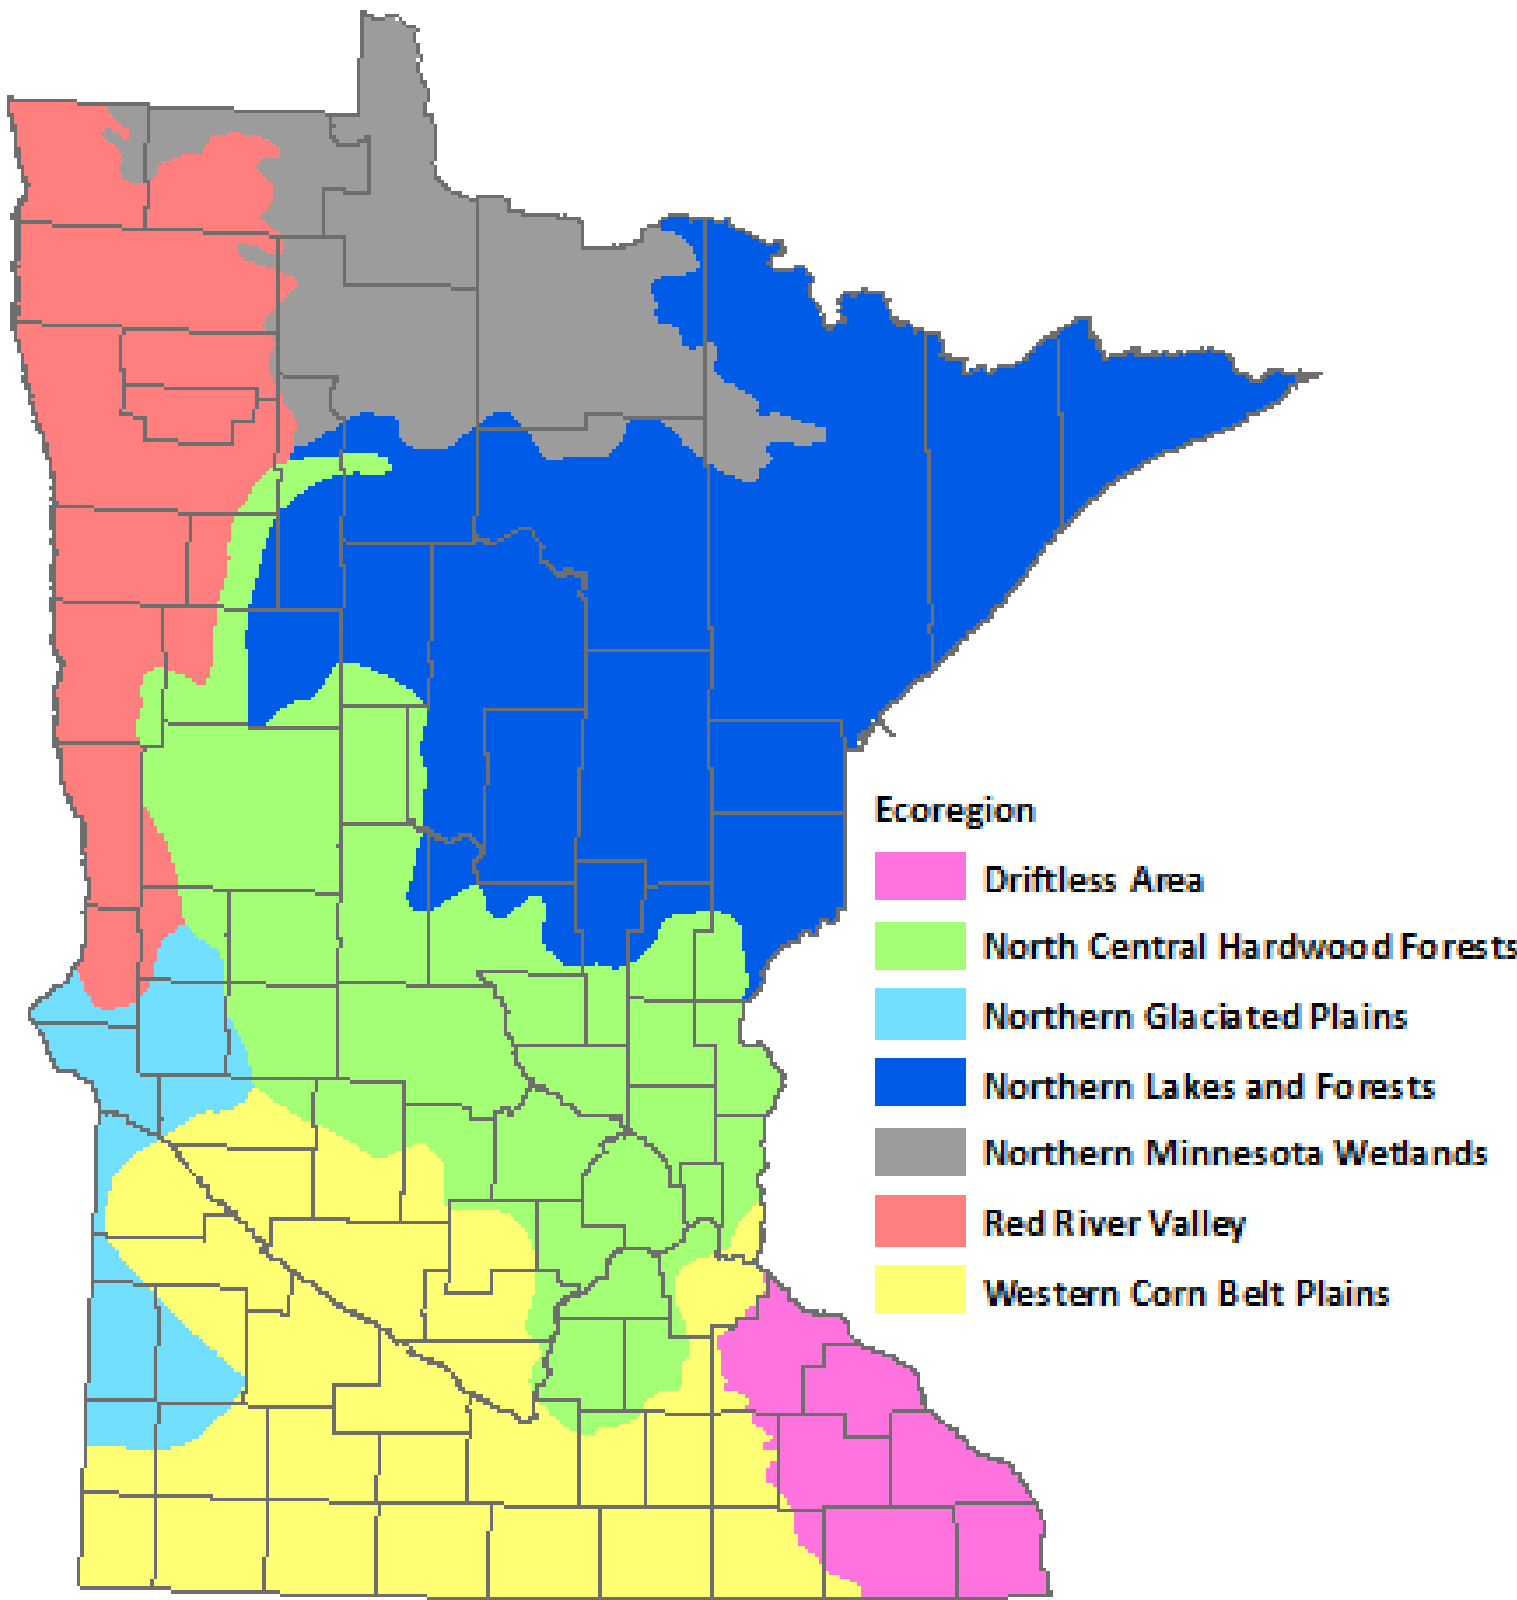 Ecoregion
Driftless Area
North Central Hardwood Forests
Northern Glaciated Plains
Northern Lakes and Forests
Northern Minnesota Wetlands
Red River Valley
Western Corn Belt Plains